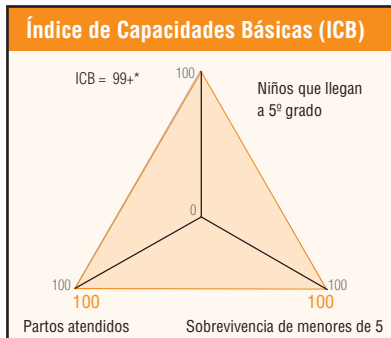 Índice de Capacidades Básicas (ICB)
ICB = 99+*
100
Niños que llegan
a 5º grado
0
100
100
100
100
Partos atendidos
Sobrevivencia de menores de 5